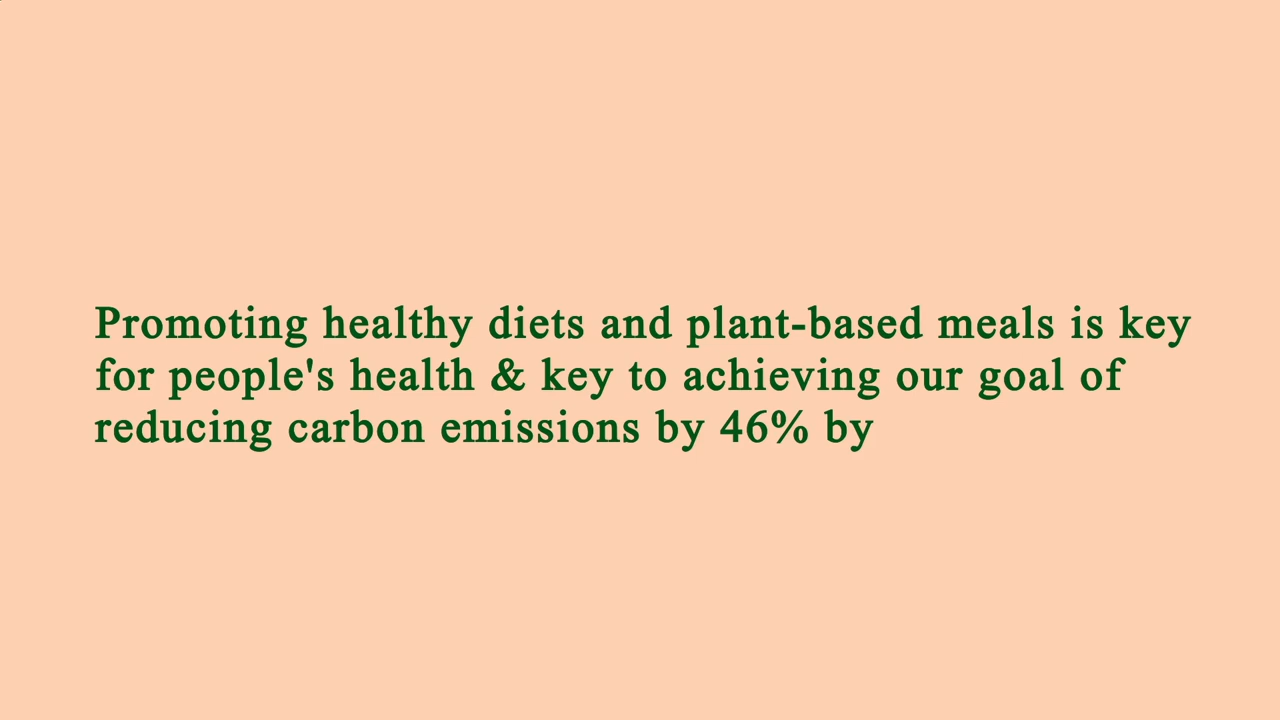 Promoting healthy diets and plant-based meals is key
for people's health & key to achieving our goal of
reducing carbon emissions by 46% by